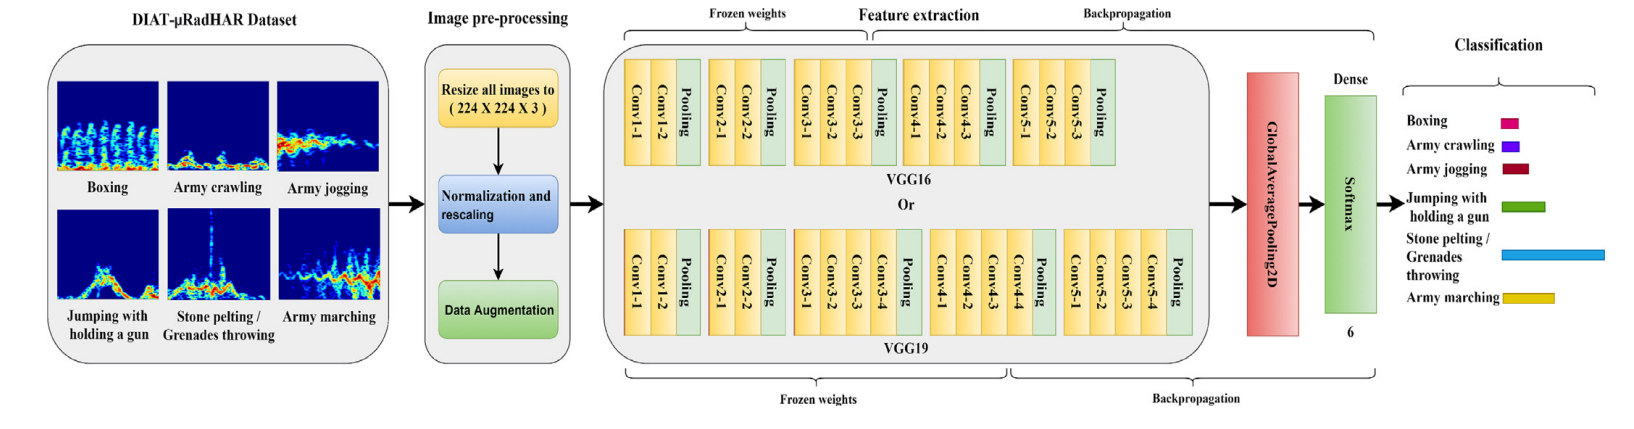 DIAT-μRadHAR Dataset
Boxing
Army crawling
Army jogging
Jumping with
holding a gun
Stone pelting /
Grenades throwing
Army marching
Image pre-processing
Resize all images to
( 224 X 224 X 3 )
Normalization and
rescaling
Data Augmentation
Frozen weights
Feature extraction
Backpropagation
Conv1-1
Conv1-2
Pooling
Conv2-1
Conv2-2
Pooling
Conv3-1
Conv3-2
Conv3-3
Pooling
Conv4-1
Conv4-2
Conv4-3
Pooling
Conv5-1
Conv5-2
Conv5-3
Pooling
VGG16
Or
Conv1-1
Conv1-2
Pooling
Conv2-1
Conv2-2
Pooling
Conv3-1
Conv3-2
Conv3-3
Conv3-4
Pooling
Conv4-1
Conv4-2
Conv4-3
Conv4-4
Pooling
Conv5-1
Conv5-2
Conv5-3
Conv5-4
Pooling
VGG19
Frozen weights
Backpropagation
GlobalAveragePooling2D
Dense
Softmax
6
Classification
Boxing
Army crawling
Army jogging
Jumping with
holding a gun
Stone pelting /
Grenades
throwing
Army marching